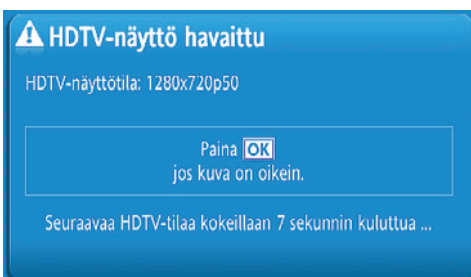 HDTV-näyttö havaittu
HDTV-näyttötila: 1280x720p50
Paina OK
jos kuva on oikein.
Seuraavaa HDTV-tilaa kokeillaan 7 sekunnin kuluttua ...